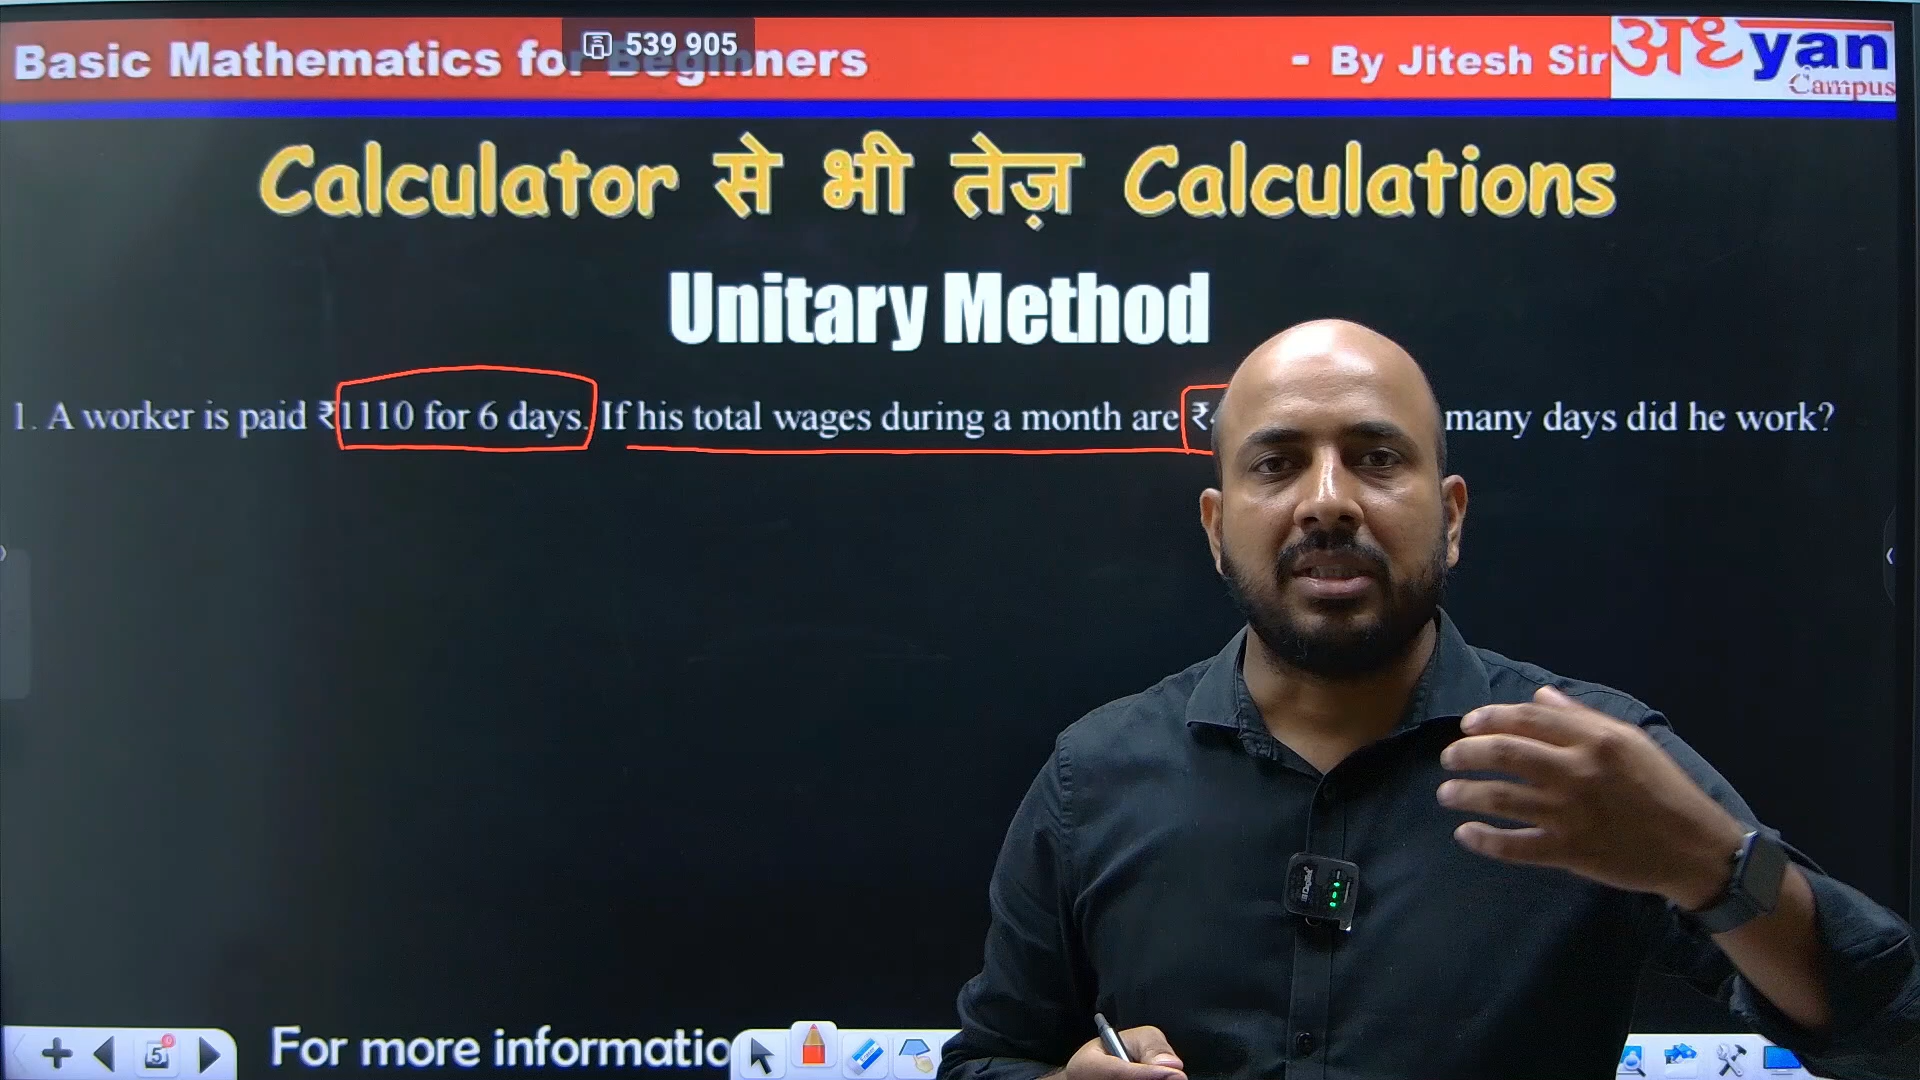 Basic Mathematics for Beginners
539 905
- By Jitesh Sir
अध्yan
Campus
Calculator से भी तेज़ Calculations
Unitary Method
1. A worker is paid ₹1110 for 6 days. If his total wages during a month are ₹ many days did he work?
For more informatio
5